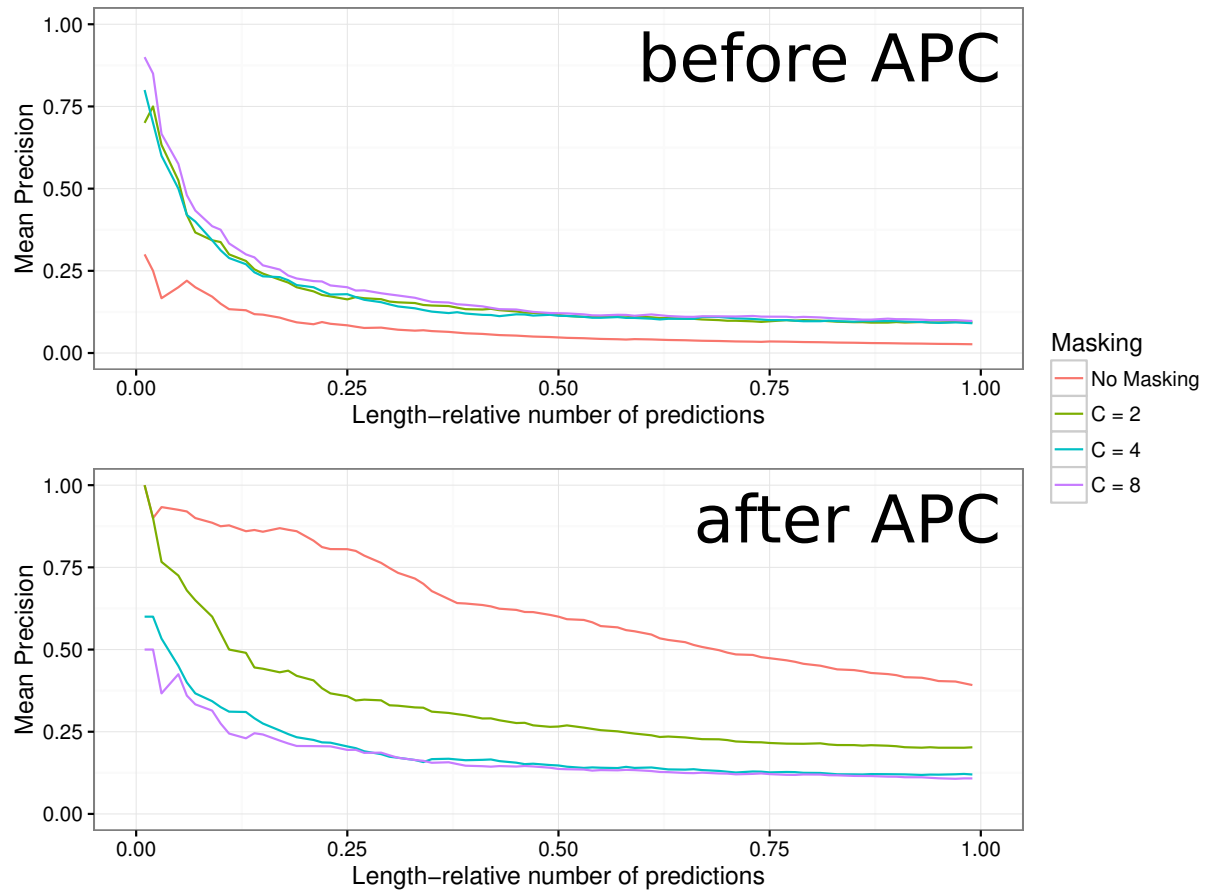 before APC
1.00
0.75
0.50
0.25
0.00
Mean Precision
0.00 0.25 0.50 0.75 1.00
Length−relative number of predictions
Masking
No Masking
C = 2
C = 4
C = 8
after APC
1.00
0.75
0.50
0.25
0.00
Mean Precision
0.00 0.25 0.50 0.75 1.00
Length−relative number of predictions